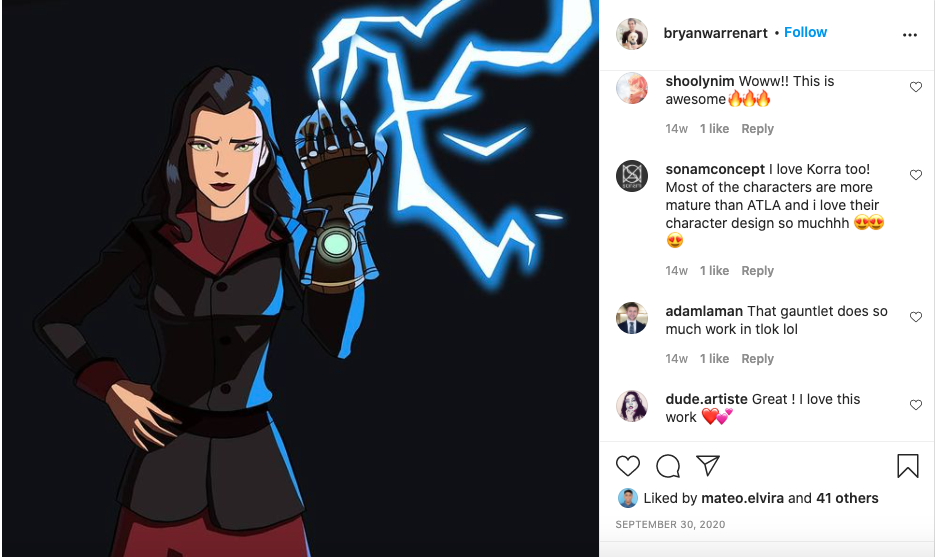 bryanwarrenart • Follow
shoolynim Woww!! This is
awesome🔥🔥🔥
14w 1 like Reply
sonamconcept I love Korra too!
Most of the characters are more
mature than ATLA and i love their
character design so muchhh 😍😍
😍
14w 1 like Reply
adamlaman That gauntlet does so
much work in tlok lol
14w 1 like Reply
dude.artiste Great ! I love this
work ❤️💕
Liked by mateo.elvira and 41 others
SEPTEMBER 30, 2020